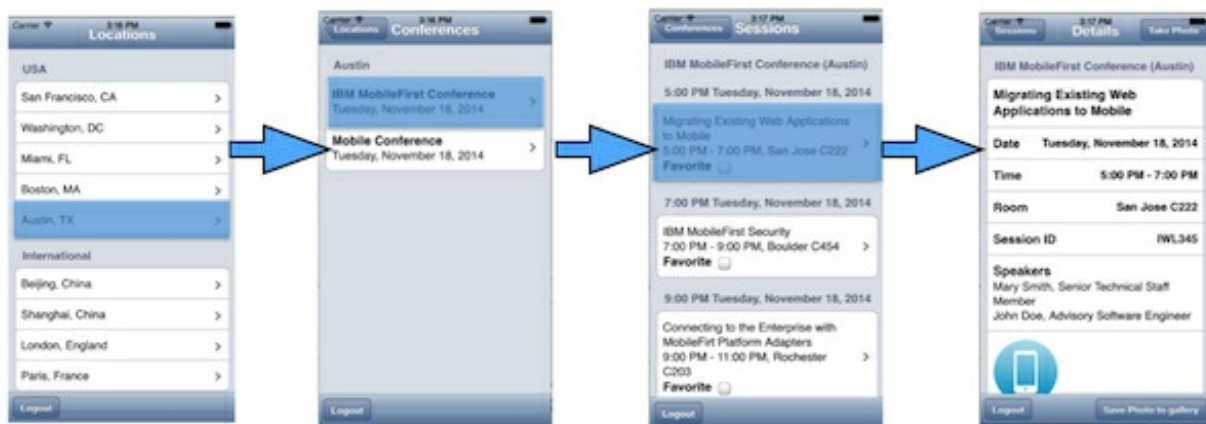 Carrier 3:16 PM
Locations
USA
San Francisco, CA
Washington, DC
Miami, FL
Boston, MA
Austin, TX
International
Beijing, China
Shanghai, China
London, England
Paris, France
Logout
Carrier 3:16 PM
Locations Conferences
Austin
IBM MobileFirst Conference
Tuesday, November 18, 2014
Mobile Conference
Tuesday, November 18, 2014
Logout
Carrier 3:17 PM
Conferences Sessions
IBM MobileFirst Conference (Austin)
5:00 PM Tuesday, November 18, 2014
Migrating Existing Web Applications
to Mobile
5:00 PM - 7:00 PM, San Jose C222
Favorite
7:00 PM Tuesday, November 18, 2014
IBM MobileFirst Security
7:00 PM - 9:00 PM, Boulder C454
Favorite
9:00 PM Tuesday, November 18, 2014
Connecting to the Enterprise with
MobileFirt Platform Adapters
9:00 PM - 11:00 PM, Rochester
C203
Favorite
Logout
Carrier 3:17 PM
Sessions Details Take Photo
IBM MobileFirst Conference (Austin)
Migrating Existing Web
Applications to Mobile
Date Tuesday, November 18, 2014
Time 5:00 PM - 7:00 PM
Room San Jose C222
Session ID IWL345
Speakers
Mary Smith, Senior Technical Staff
Member
John Doe, Advisory Software Engineer
Logout Save Photo to gallery